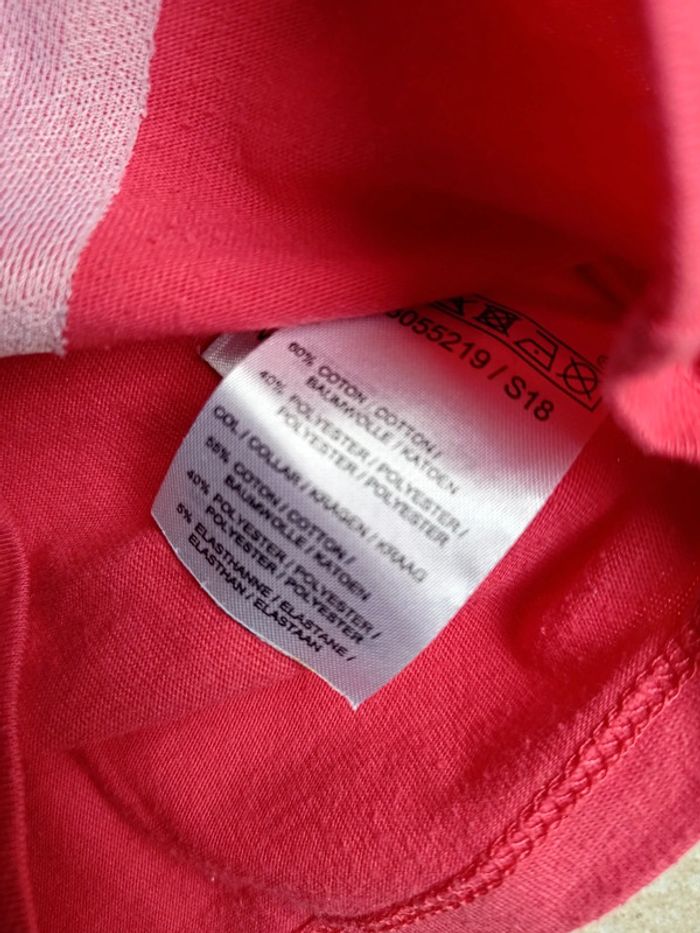 5055219 / S18
60% COTON / COTTON /
BAUMWOLLE / KATOEN
40% POLYESTER / POLYESTER /
POLYESTER / POLYESTER
COL / COLLAR / KRAGEN / KRAAG
55% COTON / COTTON /
BAUMWOLLE / KATOEN
40% POLYESTER / POLYESTER /
POLYESTER / POLYESTER
5% ELASTHANNE / ELASTANE /
ELASTHAN / ELASTAAN